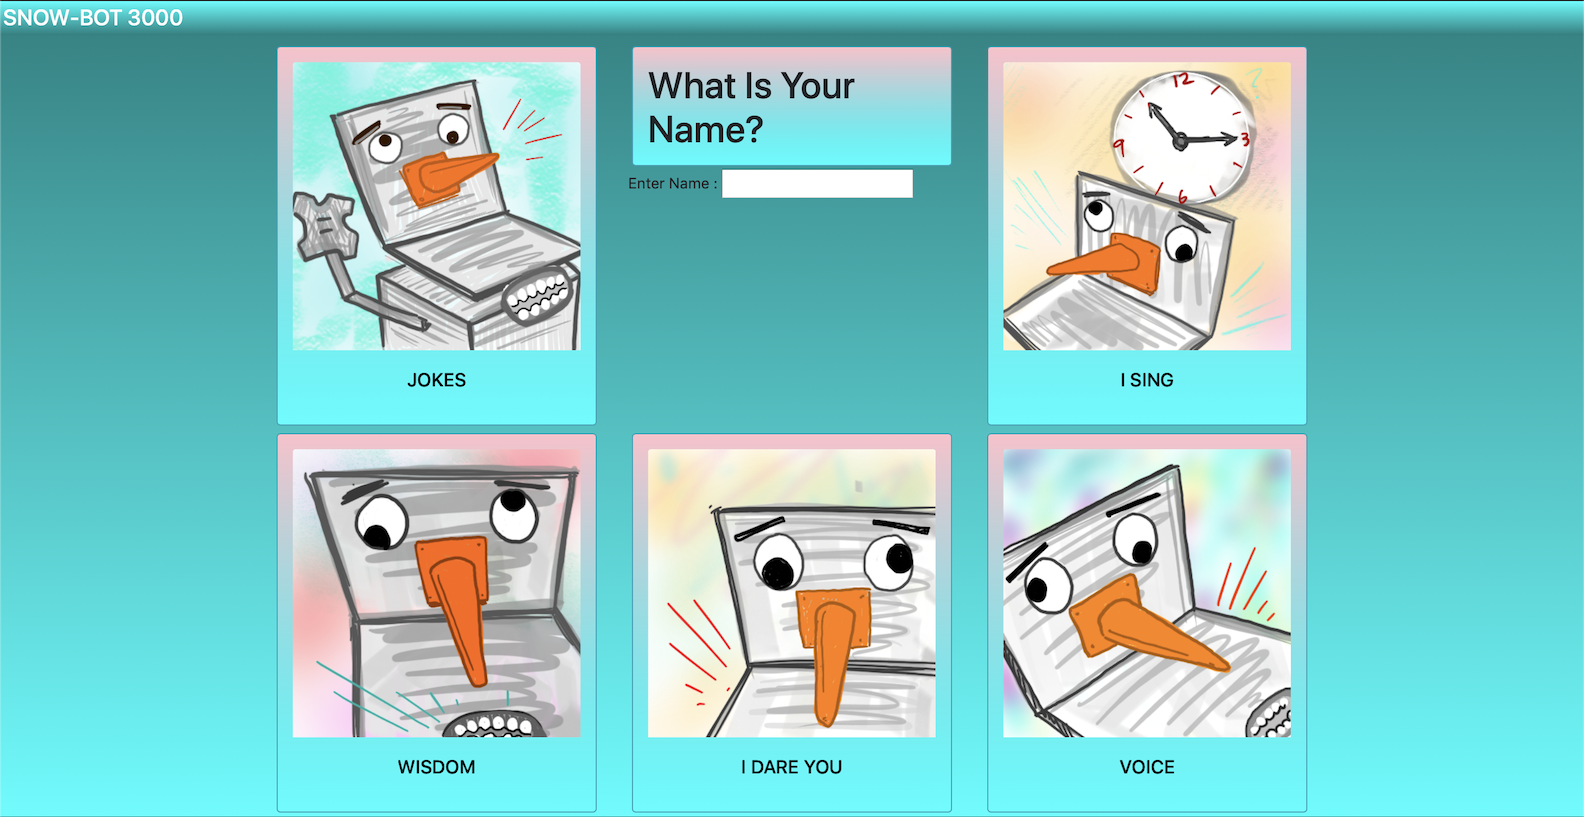 SNOW-BOT 3000
What Is Your
Name?
Enter Name :
12
3
6
9
JOKES
I SING
WISDOM
I DARE YOU
VOICE